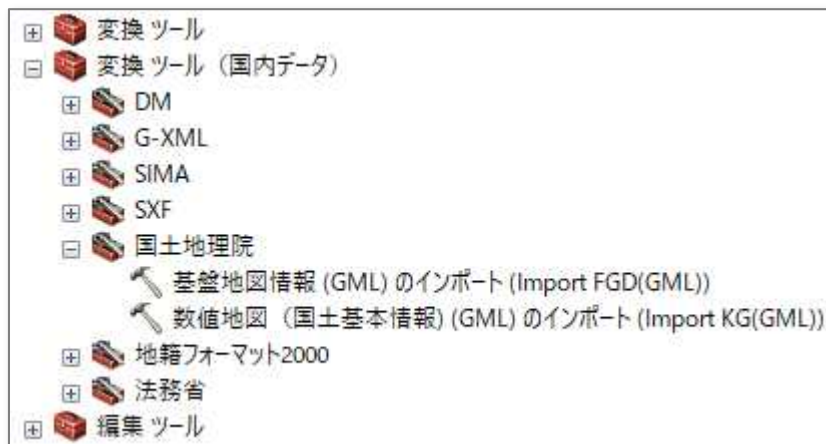 変換 ツール
変換 ツール（国内データ）
DM
G-XML
SIMA
SXF
国土地理院
基盤地図情報 (GML) のインポート (Import FGD(GML))
数値地図（国土基本情報) (GML) のインポート (Import KG(GML))
地籍フォーマット2000
法務省
編集 ツール